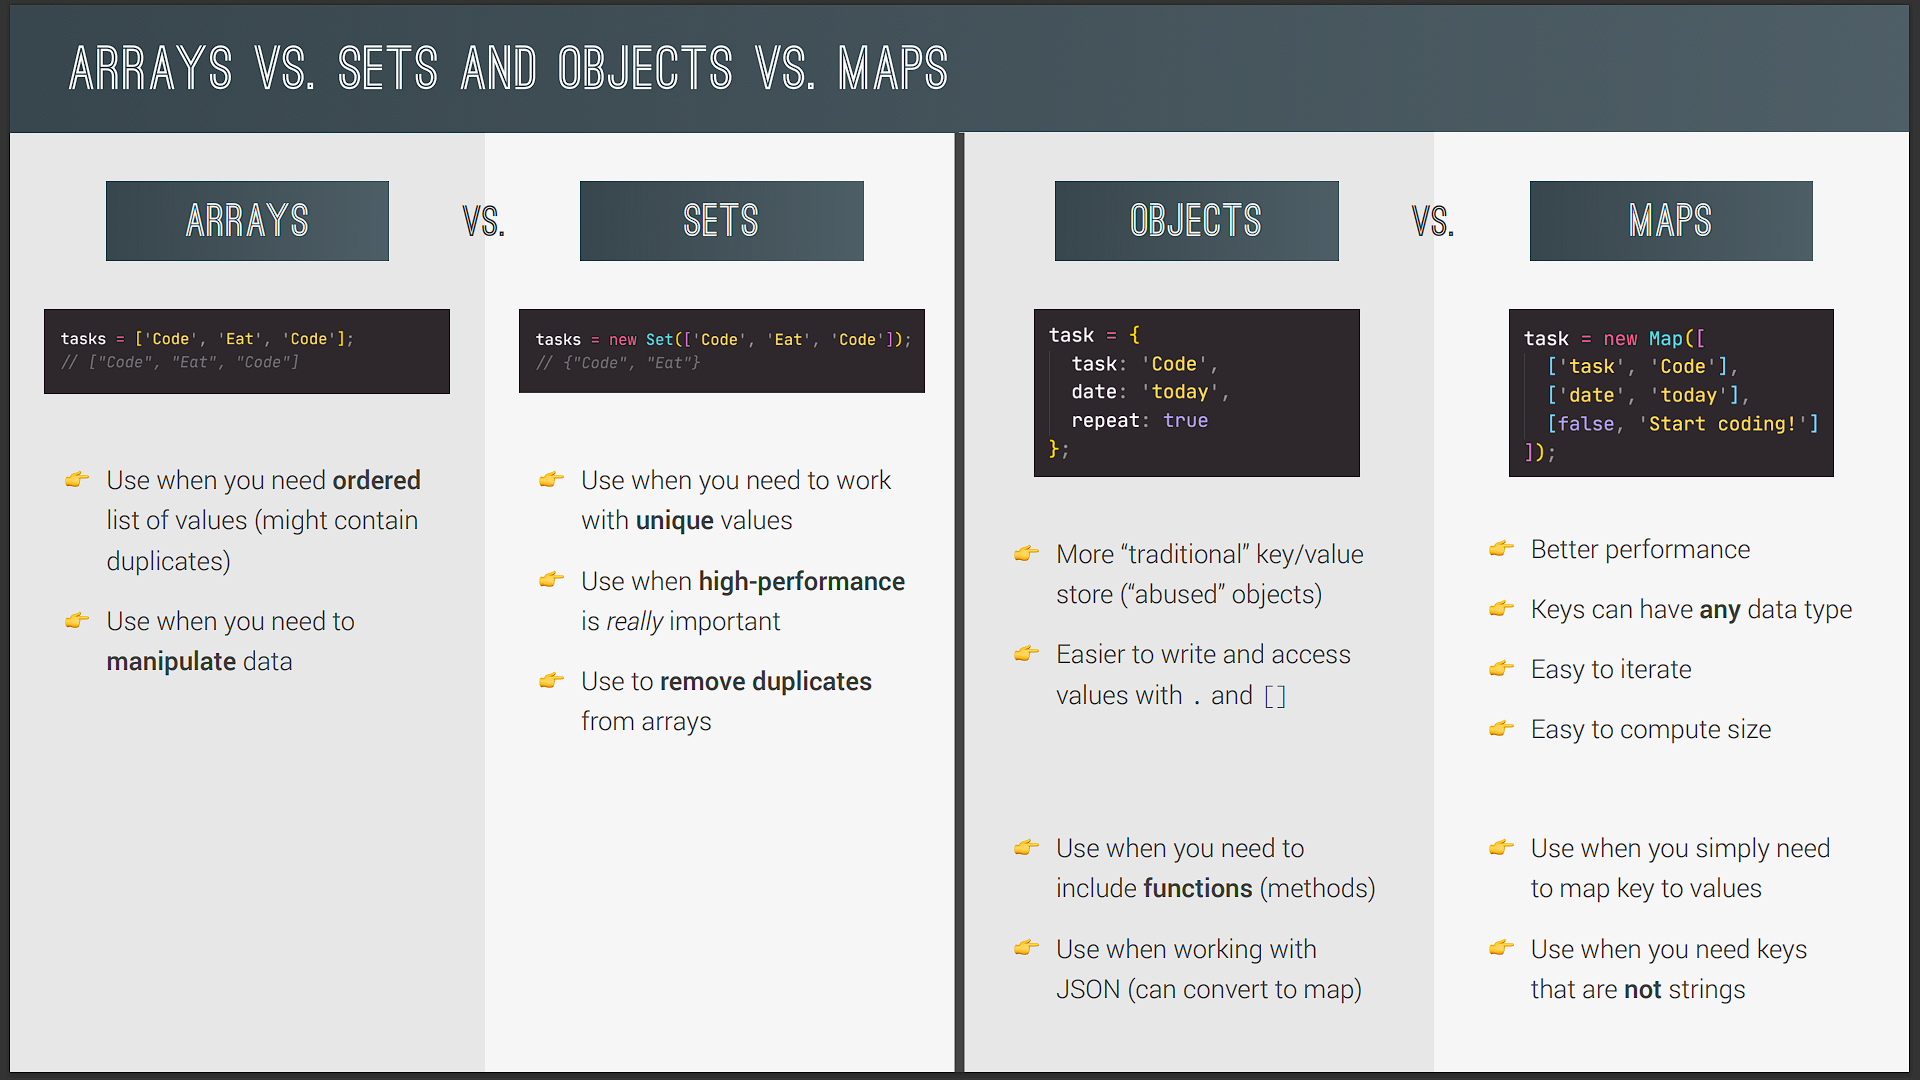 ARRAYS VS. SETS AND OBJECTS VS. MAPS
ARRAYS
VS.
SETS
tasks = ['Code', 'Eat', 'Code'];
// ["Code", "Eat", "Code"]
tasks = new Set(['Code', 'Eat', 'Code']);
// {"Code", "Eat"}
👉 Use when you need ordered
list of values (might contain
duplicates)
👉 Use when you need to
manipulate data
👉 Use when you need to work
with unique values
👉 Use when high-performance
is really important
👉 Use to remove duplicates
from arrays
OBJECTS
VS.
MAPS
task = {
  task: 'Code',
  date: 'today',
  repeat: true
};
task = new Map([
  ['task', 'Code'],
  ['date', 'today'],
  [false, 'Start coding!']
]);
👉 More “traditional” key/value
store (“abused” objects)
👉 Easier to write and access
values with . and []
👉 Use when you need to
include functions (methods)
👉 Use when working with
JSON (can convert to map)
👉 Better performance
👉 Keys can have any data type
👉 Easy to iterate
👉 Easy to compute size
👉 Use when you simply need
to map key to values
👉 Use when you need keys
that are not strings